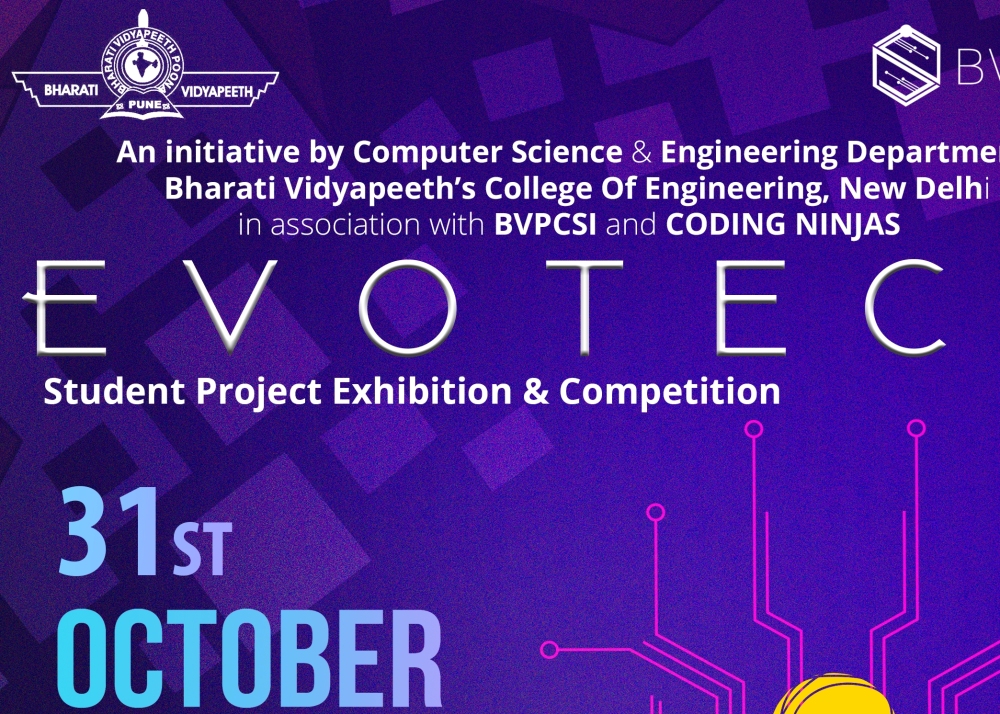 BHARATI VIDYAPEETH POONA
BHARATI VIDYAPEETH
PUNE
An initiative by Computer Science & Engineering Departme
Bharati Vidyapeeth's College Of Engineering, New Delhi
in association with BVPCSI and CODING NINJAS
EVOTEC
Student Project Exhibition & Competition
31ST
OCTOBER